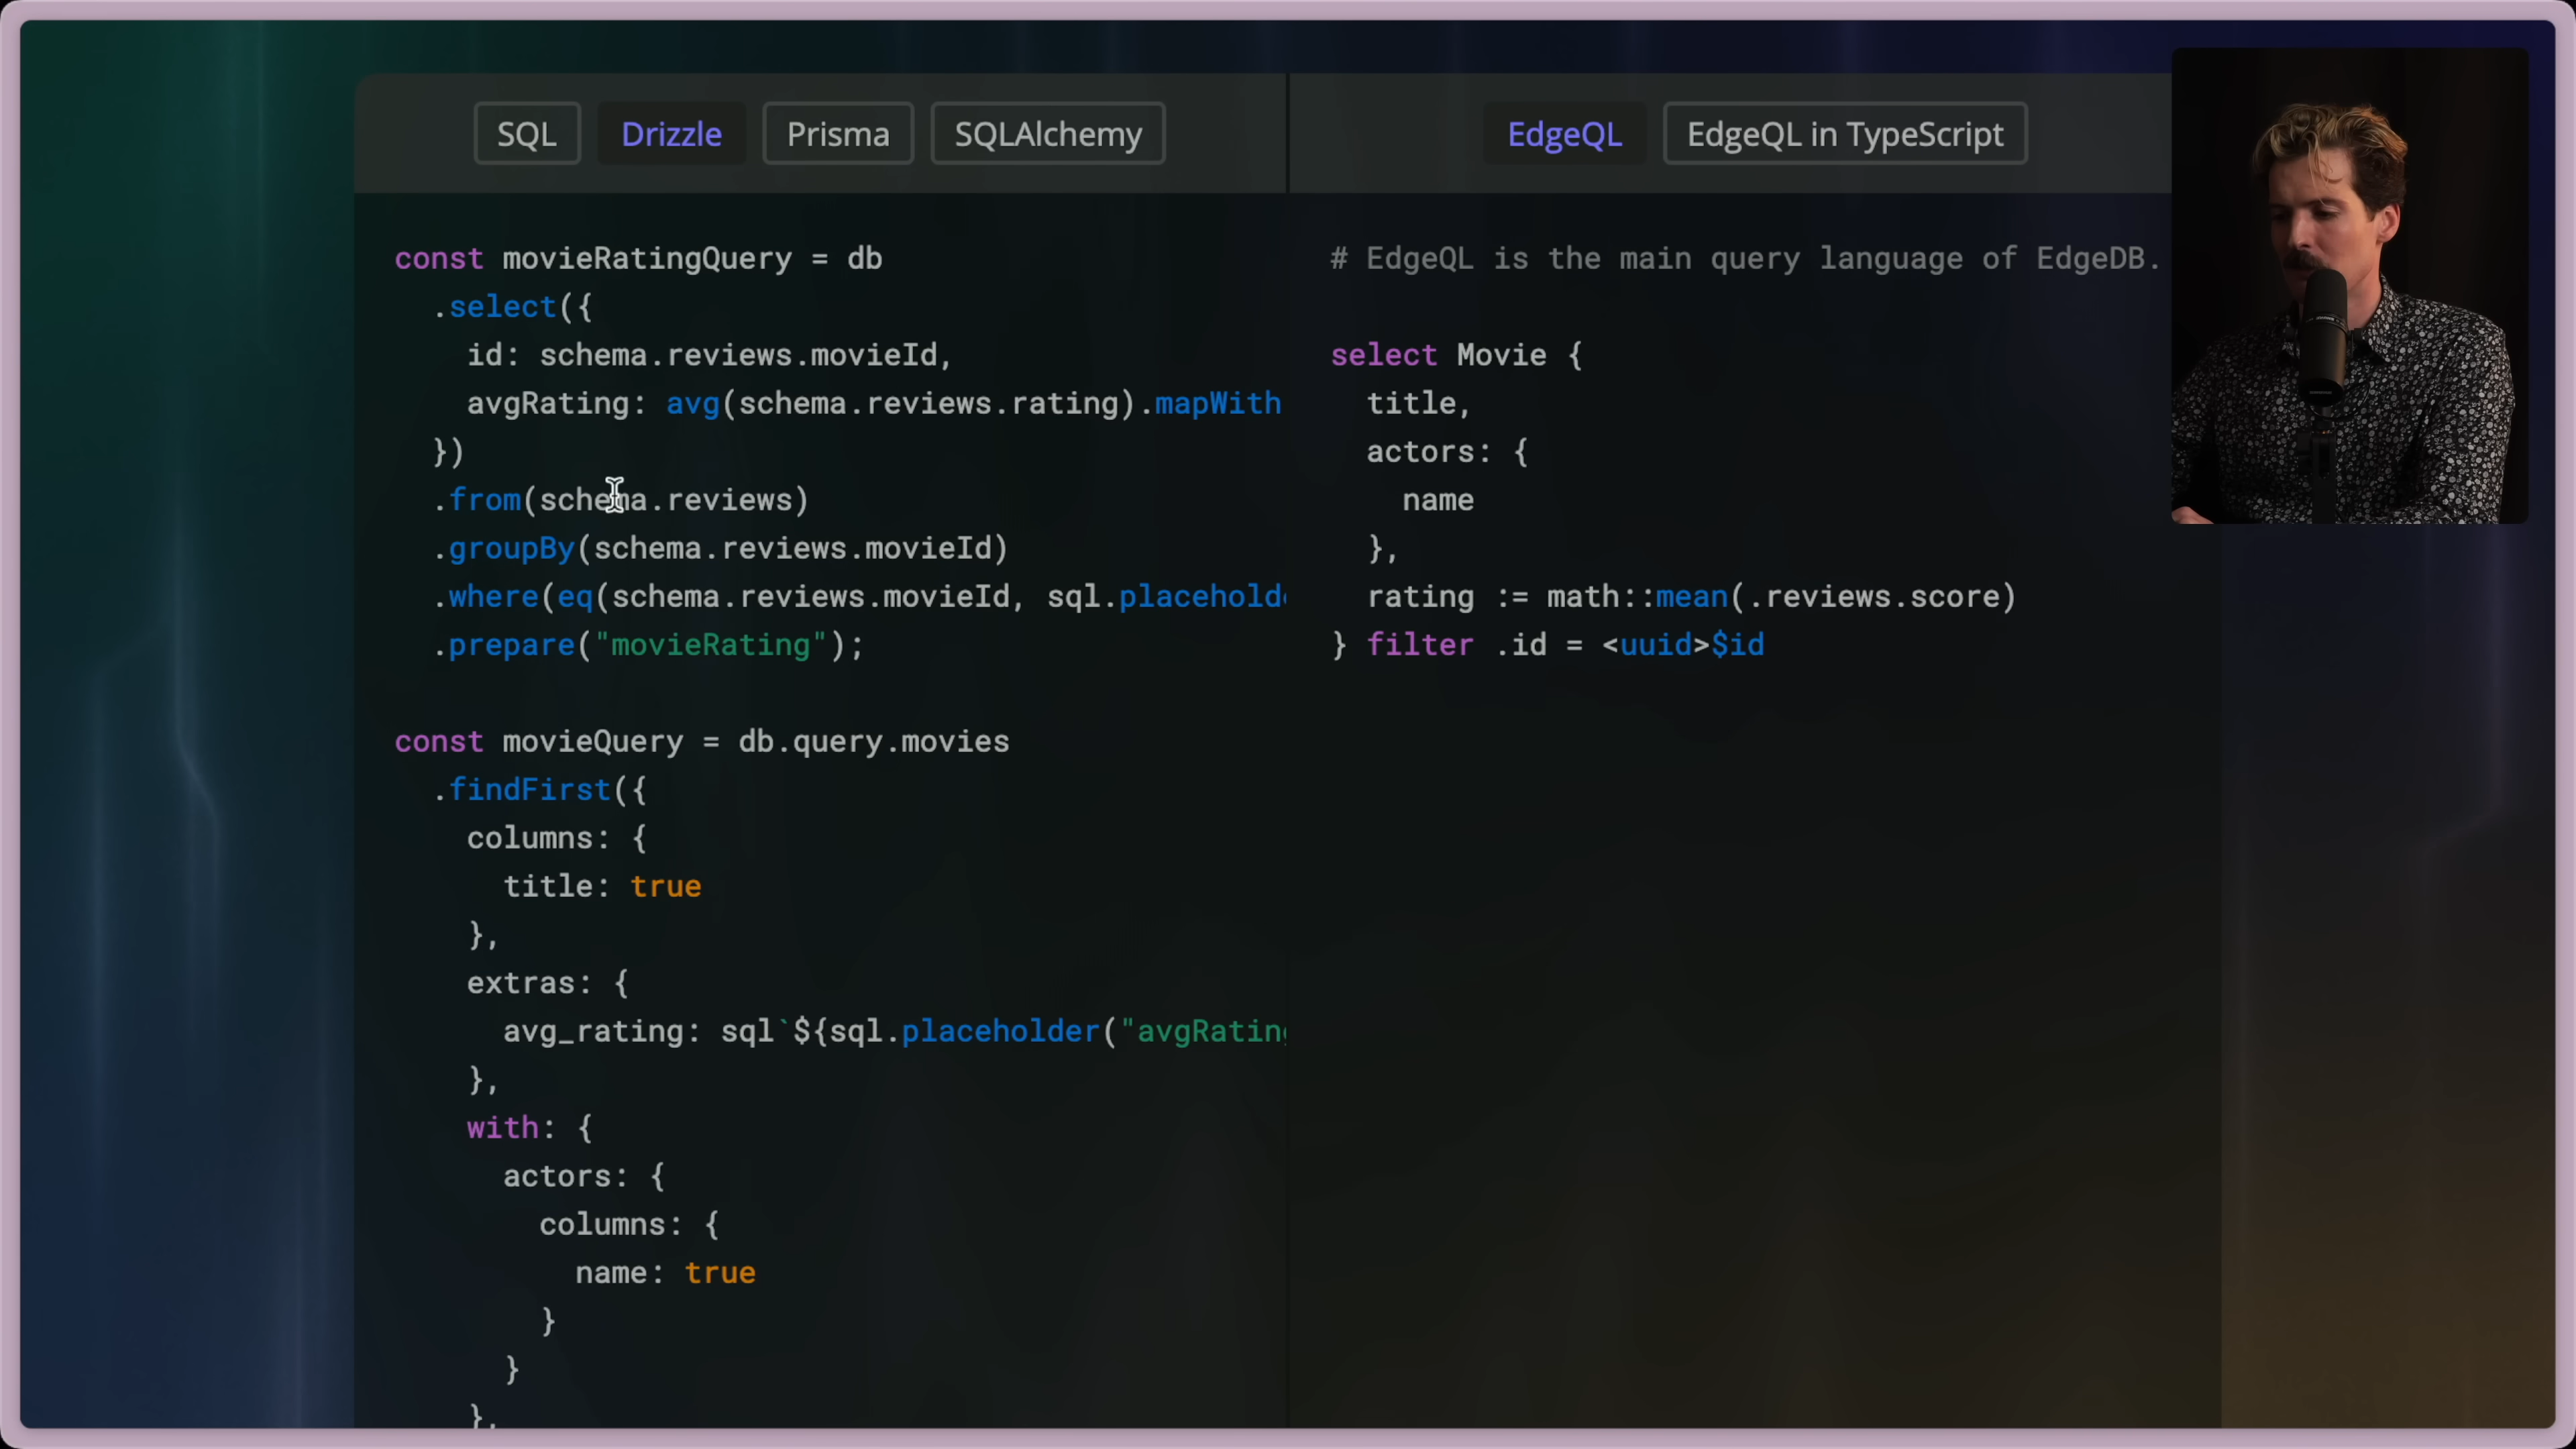 SQL Drizzle Prisma SQLAlchemy
const movieRatingQuery = db
.select({
id: schema.reviews.movieId,
avgRating: avg(schema.reviews.rating).mapWith
})
.from(schema.reviews)
.groupBy(schema.reviews.movieId)
.where(eq(schema.reviews.movieId, sql.placeholde
.prepare("movieRating");
const movieQuery = db.query.movies
.findFirst({
columns: {
title: true
},
extras: {
avg_rating: sql`${sql.placeholder("avgRating
},
with: {
actors: {
columns: {
name: true
}
}
},
EdgeQL EdgeQL in TypeScript
# EdgeQL is the main query language of EdgeDB.
select Movie {
title,
actors: {
name
},
rating := math::mean(.reviews.score)
} filter .id = <uuid>$id